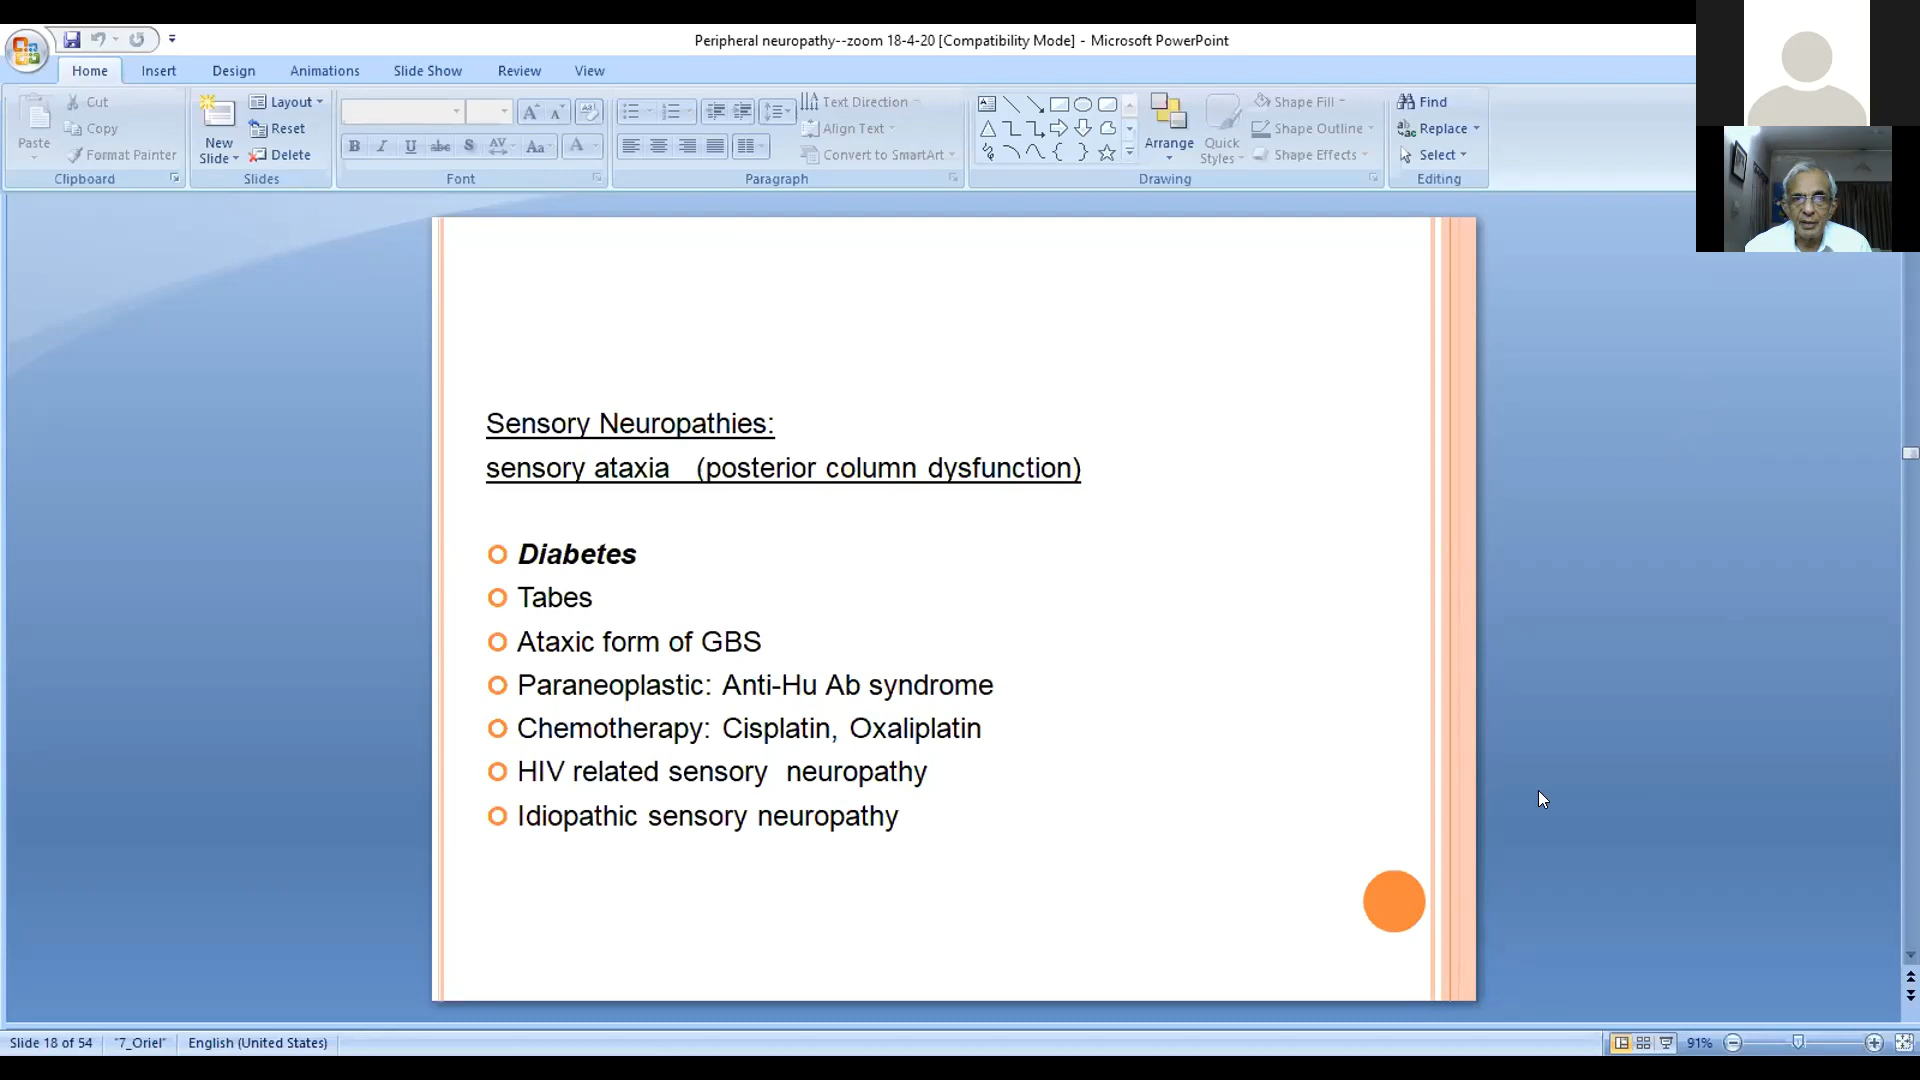 Peripheral neuropathy--zoom 18-4-20 [Compatibility Mode] - Microsoft PowerPoint
Home Insert Design Animations Slide Show Review View
Paste
Cut
Copy
Format Painter
Clipboard
New
Slide
Layout
Reset
Delete
Slides
B I U abc S AV Aa A
Font
Text Direction
Align Text
Convert to SmartArt
Paragraph
Arrange
Quick
Styles
Shape Fill
Shape Outline
Shape Effects
Drawing
Find
Replace
Select
Editing
Sensory Neuropathies:
sensory ataxia (posterior column dysfunction)
Diabetes
Tabes
Ataxic form of GBS
Paraneoplastic: Anti-Hu Ab syndrome
Chemotherapy: Cisplatin, Oxaliplatin
HIV related sensory neuropathy
Idiopathic sensory neuropathy
Slide 18 of 54 "7_Oriel" English (United States) 91%